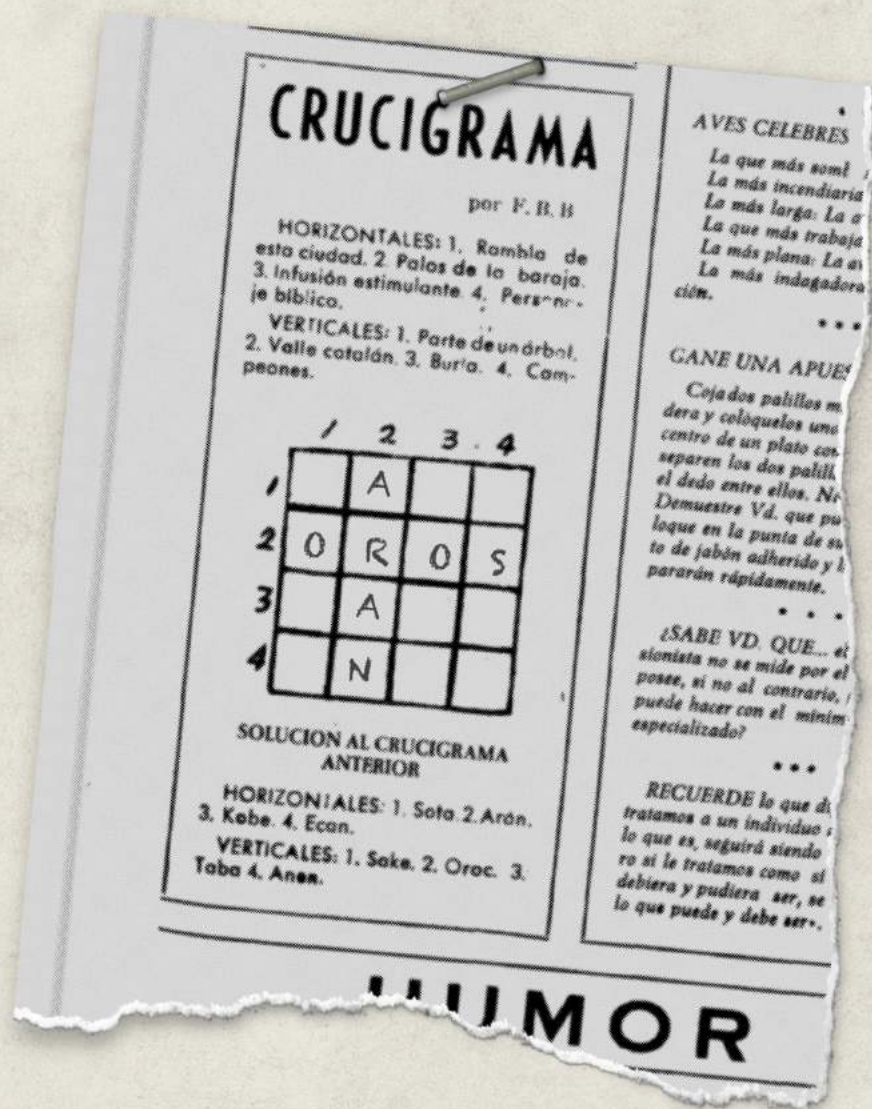 CRUCIGRAMA
por F. B. B
HORIZONTALES: 1. Rambla de
esta ciudad. 2 Palos de la baraja.
3. Infusión estimulante. 4. Persona-
je bíblico.
VERTICALES: 1. Parte de un árbol.
2. Valle catalán. 3. Burla. 4. Cam-
peones.
1 2 3 . 4
1 A
2 O R O S
3 A
4 N
SOLUCION AL CRUCIGRAMA
ANTERIOR
HORIZONTALES: 1. Sota. 2. Arón.
3. Kobe. 4. Ecan.
VERTICALES: 1. Sake. 2. Oroc. 3.
Taba 4. Anen.
AVES CELEBRES
La que más
La más incendiaria
La más larga: La
La que más trabaja
La más plana: La
La más indagadora
ción.
* * *
GANE UNA
Coja dos palillos
dera y colóquelos uno
centro de un plato con
separen los dos
el dedo entre ellos.
Demuestre Vd. que
loque en la punta de su
to de jabón adherido y
pararán rápidamente.
* * *
¿SABE VD. QUE... el
sionista no se mide por el
posee, si no al contrario,
puede hacer con el
especializado?
* * *
RECUERDE lo que
tratamos a un individuo
lo que es, seguirá siendo
ro si le tratamos como si
debiera y pudiera ser, se
lo que puede y debe ser».
HUMOR